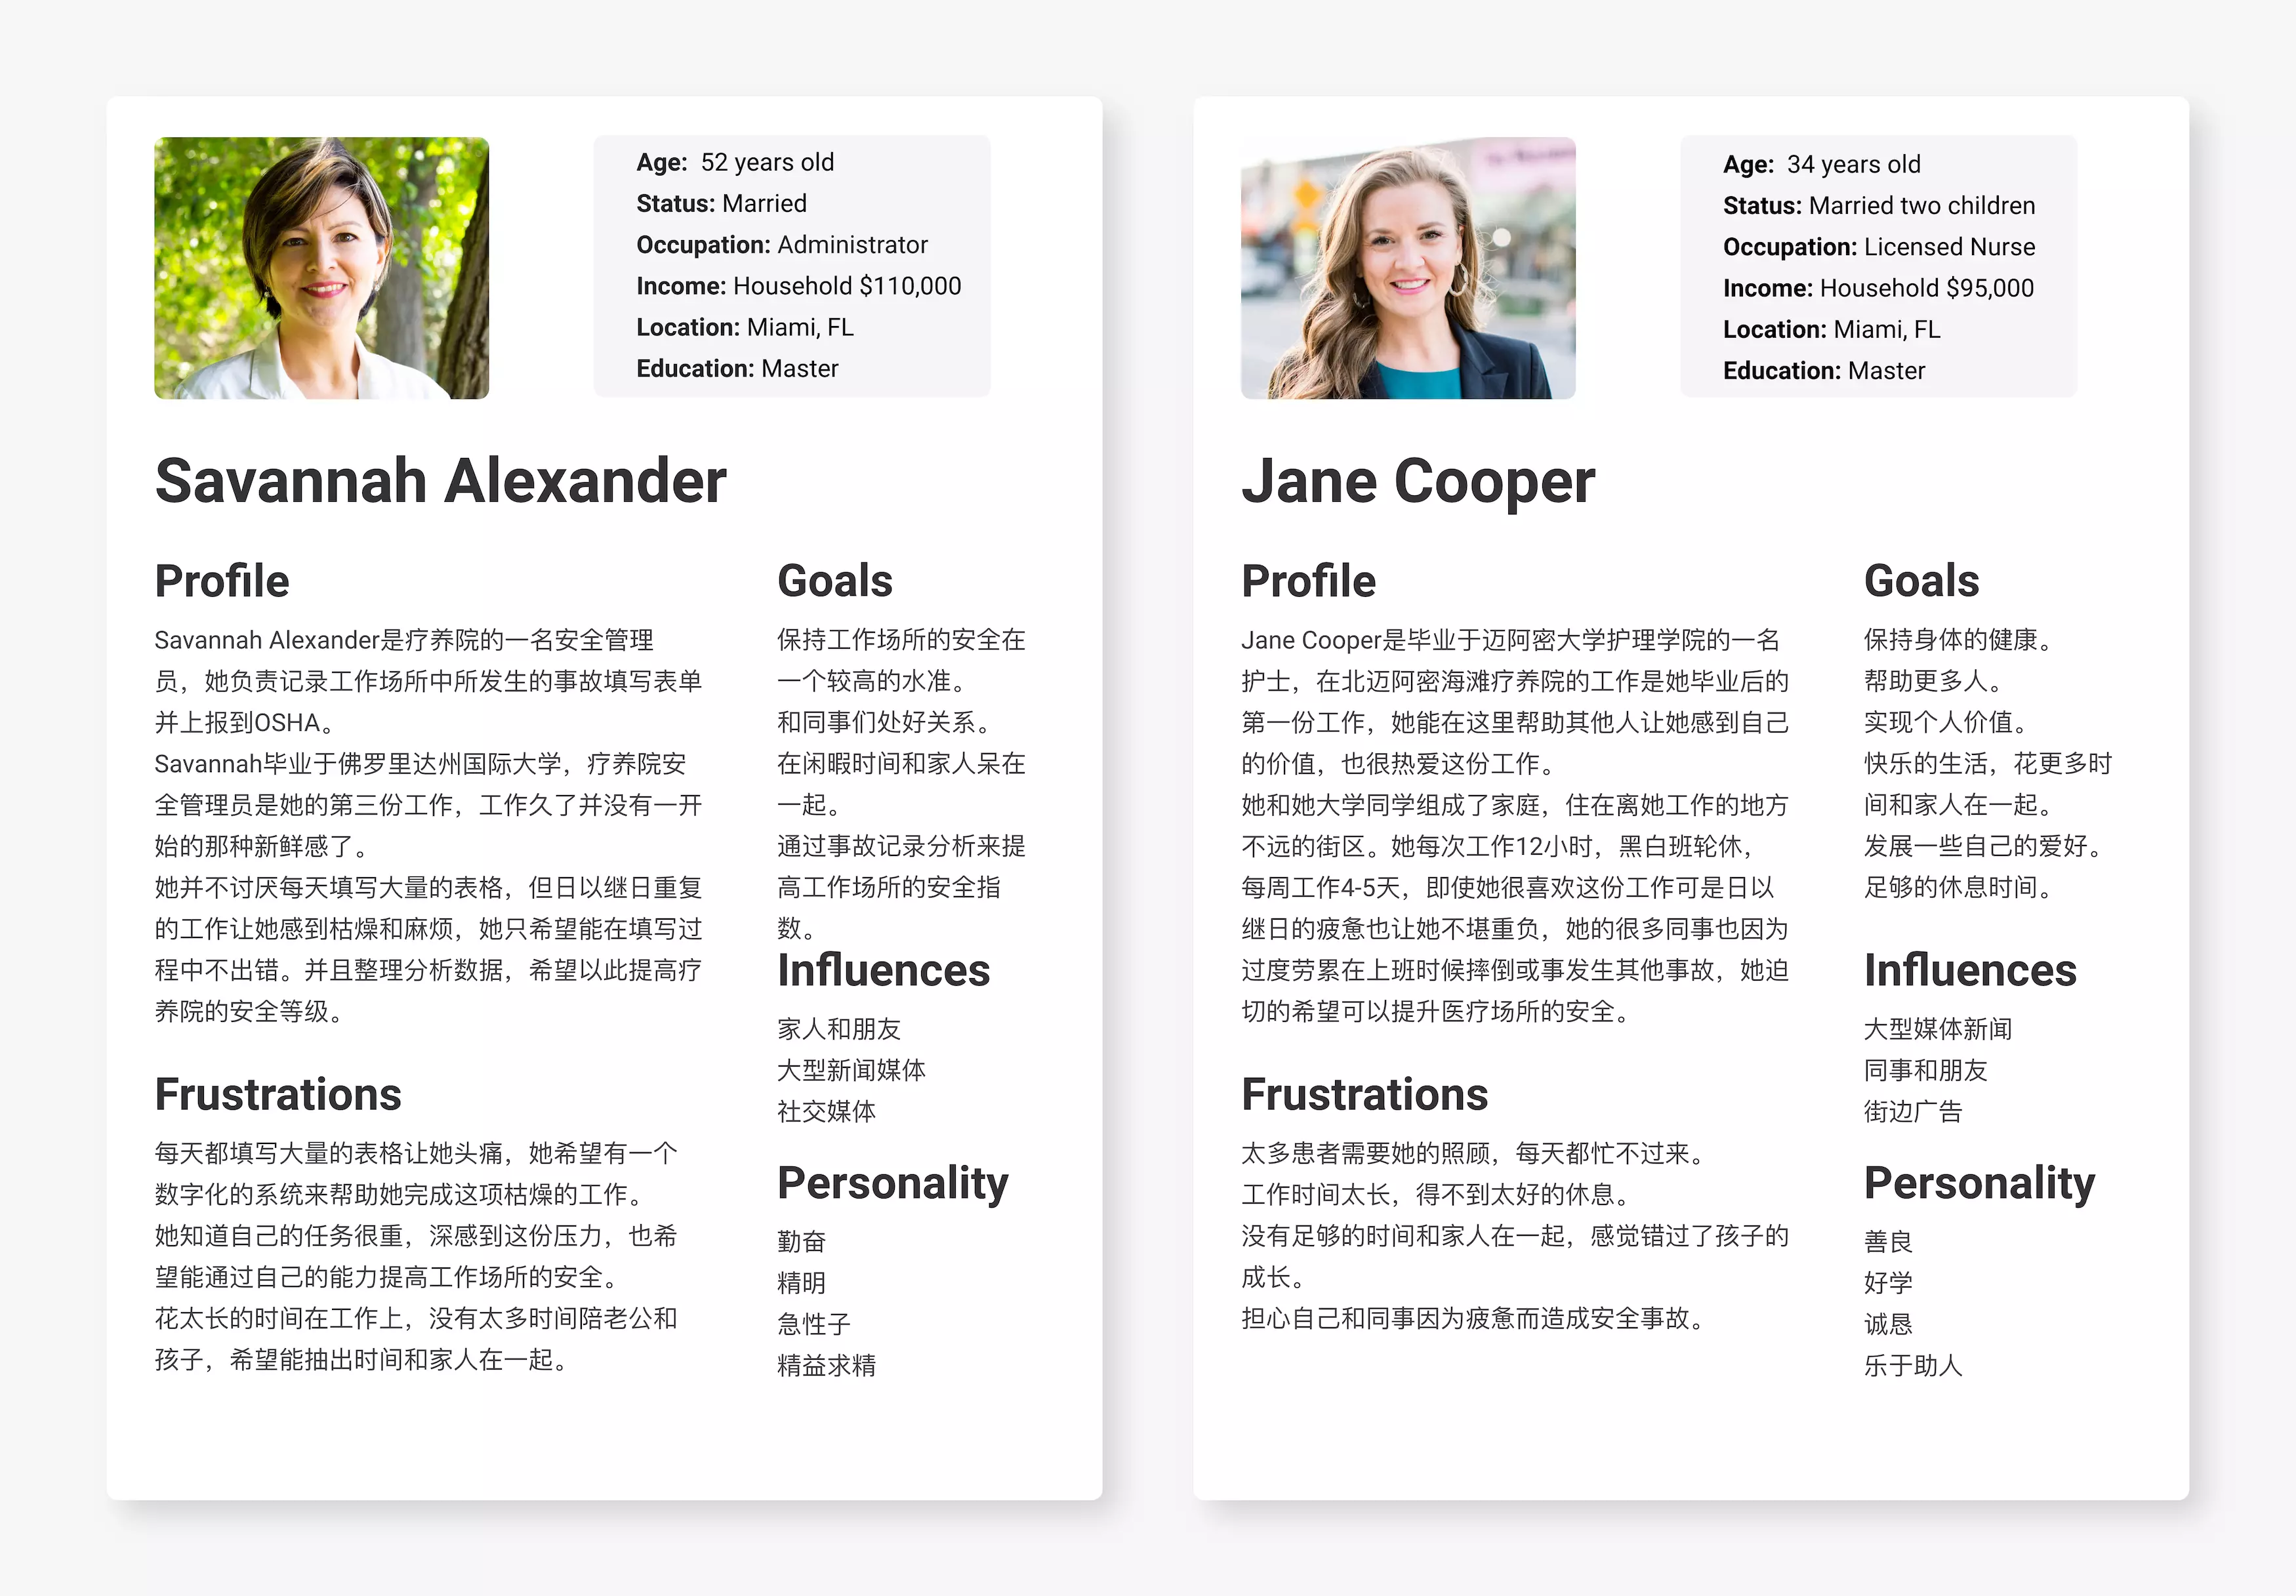 Age: 52 years old
Status: Married
Occupation: Administrator
Income: Household $110,000
Location: Miami, FL
Education: Master
Savannah Alexander
Profile
Savannah Alexander是疗养院的一名安全管理
员，她负责记录工作场所中所发生的事故填写表单
并上报到OSHA。
Savannah毕业于佛罗里达州国际大学，疗养院安
全管理员是她的第三份工作，工作久了并没有一开
始的那种新鲜感了。
她并不讨厌每天填写大量的表格，但日以继日重复
的工作让她感到枯燥和麻烦，她只希望能在填写过
程中不出错。并且整理分析数据，希望以此提高疗
养院的安全等级。
Frustrations
每天都填写大量的表格让她头痛，她希望有一个
数字化的系统来帮助她完成这项枯燥的工作。
她知道自己的任务很重，深感到这份压力，也希
望能通过自己的能力提高工作场所的安全。
花太长的时间在工作上，没有太多时间陪老公和
孩子，希望能抽出时间和家人在一起。
Goals
保持工作场所的安全在
一个较高的水准。
和同事们处好关系。
在闲暇时间和家人呆在
一起。
通过事故记录分析来提
高工作场所的安全指
数。
Influences
家人和朋友
大型新闻媒体
社交媒体
Personality
勤奋
精明
急性子
精益求精
Age: 34 years old
Status: Married two children
Occupation: Licensed Nurse
Income: Household $95,000
Location: Miami, FL
Education: Master
Jane Cooper
Profile
Jane Cooper是毕业于迈阿密大学护理学院的一名
护士，在北迈阿密海滩疗养院的工作是她毕业后的
第一份工作，她能在这里帮助其他人让她感到自己
的价值，也很热爱这份工作。
她和她大学同学组成了家庭，住在离她工作的地方
不远的街区。她每次工作12小时，黑白班轮休，
每周工作4-5天，即使她很喜欢这份工作可是日以
继日的疲惫也让她不堪重负，她的很多同事也因为
过度劳累在上班时候摔倒或事发生其他事故，她迫
切的希望可以提升医疗场所的安全。
Frustrations
太多患者需要她的照顾，每天都忙不过来。
工作时间太长，得不到太好的休息。
没有足够的时间和家人在一起，感觉错过了孩子的
成长。
担心自己和同事因为疲惫而造成安全事故。
Goals
保持身体的健康。
帮助更多人。
实现个人价值。
快乐的生活，花更多时
间和家人在一起。
发展一些自己的爱好。
足够的休息时间。
Influences
大型媒体新闻
同事和朋友
街边广告
Personality
善良
好学
诚恳
乐于助人